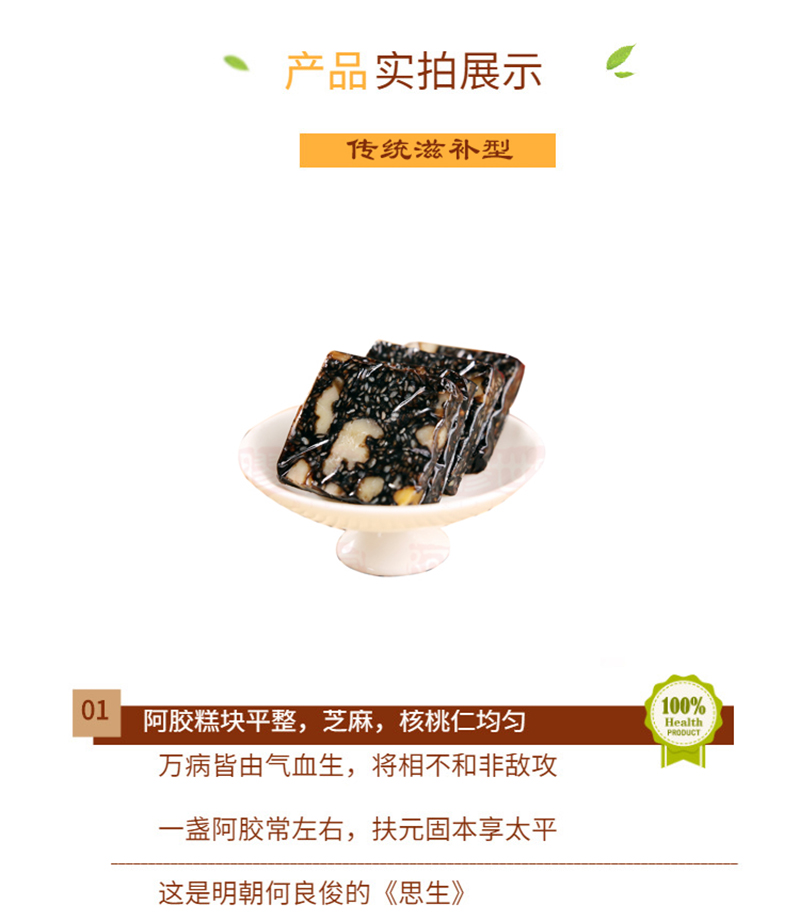 产品实拍展示
传统滋补型
01
阿胶糕块平整，芝麻，核桃仁均匀
100%
Health
PRODUCT
万病皆由气血生，将相不和非敌攻
一盏阿胶常左右，扶元固本享太平
这是明朝何良俊的《思生》